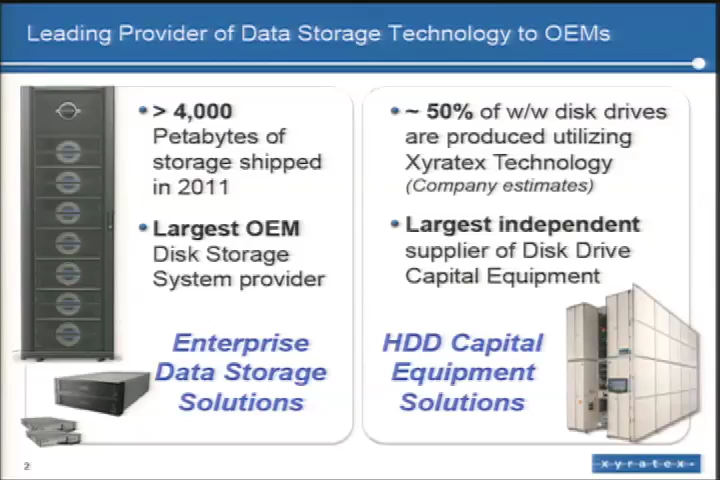 Leading Provider of Data Storage Technology to OEMs
• > 4,000
Petabytes of
storage shipped
in 2011
• Largest OEM
Disk Storage
System provider
Enterprise
Data Storage
Solutions
• ~ 50% of w/w disk drives
are produced utilizing
Xyratex Technology
(Company estimates)
• Largest independent
supplier of Disk Drive
Capital Equipment
HDD Capital
Equipment
Solutions
2
xyratex